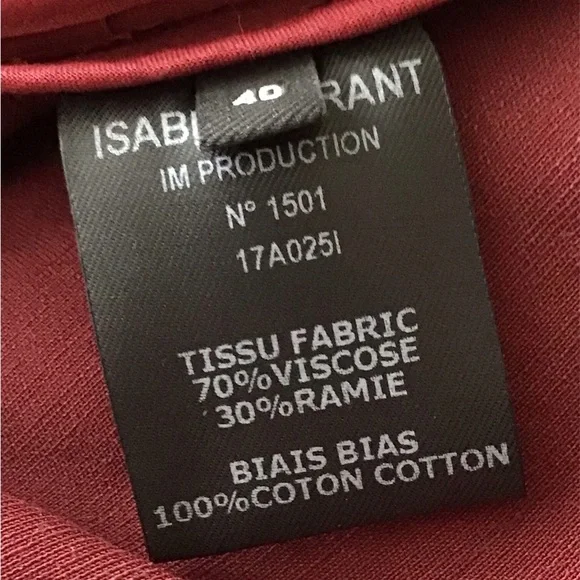 40
ISAB RANT
IM PRODUCTION
N° 1501
17A025I
TISSU FABRIC
70%VISCOSE
30%RAMIE
BIAIS BIAS
100%COTON COTTON